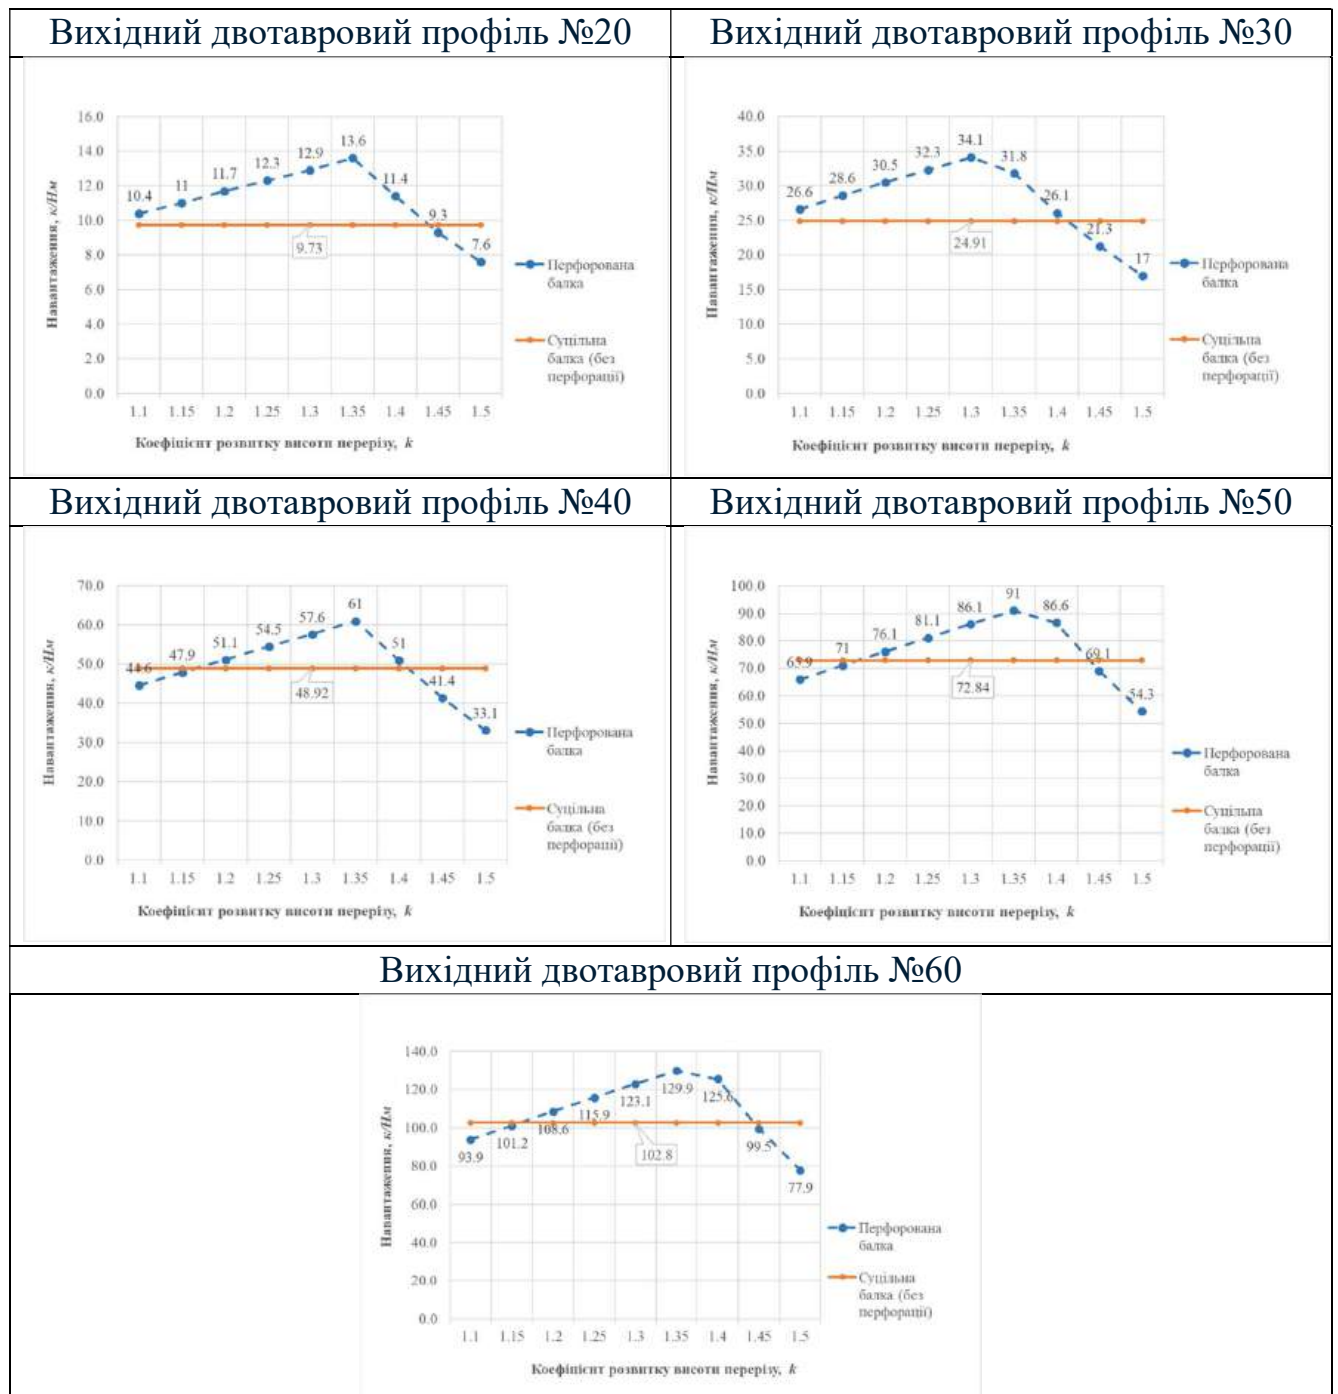 Вихідний двотавровий профіль №20
Вихідний двотавровий профіль №30
16.0
14.0
12.0
10.0
8.0
6.0
4.0
2.0
0.0
Навантаження, к/Нм
10.4
11
11.7
12.3
12.9
13.6
11.4
9.3
7.6
9.73
1.1 1.15 1.2 1.25 1.3 1.35 1.4 1.45 1.5
Коефіцієнт розвитку висоти перерізу, k
Перфорована
балка
Суцільна
балка (без
перфорації)
40.0
35.0
30.0
25.0
20.0
15.0
10.0
5.0
0.0
Навантаження, к/Нм
26.6
28.6
30.5
32.3
34.1
31.8
26.1
21.3
17
24.91
1.1 1.15 1.2 1.25 1.3 1.35 1.4 1.45 1.5
Коефіцієнт розвитку висоти перерізу, k
Перфорована
балка
Суцільна
балка (без
перфорації)
Вихідний двотавровий профіль №40
Вихідний двотавровий профіль №50
70.0
60.0
50.0
40.0
30.0
20.0
10.0
0.0
Навантаження, к/Нм
44.6
47.9
51.1
54.5
57.6
61
51
41.4
33.1
48.92
1.1 1.15 1.2 1.25 1.3 1.35 1.4 1.45 1.5
Коефіцієнт розвитку висоти перерізу, k
Перфорована
балка
Суцільна
балка (без
перфорації)
100.0
90.0
80.0
70.0
60.0
50.0
40.0
30.0
20.0
10.0
0.0
Навантаження, к/Нм
65.9
71
76.1
81.1
86.1
91
86.6
69.1
54.3
72.84
1.1 1.15 1.2 1.25 1.3 1.35 1.4 1.45 1.5
Коефіцієнт розвитку висоти перерізу, k
Перфорована
балка
Суцільна
балка (без
перфорації)
Вихідний двотавровий профіль №60
140.0
120.0
100.0
80.0
60.0
40.0
20.0
0.0
Навантаження, к/Нм
93.9
101.2
108.6
115.9
123.1
129.9
125.6
99.5
77.9
102.8
1.1 1.15 1.2 1.25 1.3 1.35 1.4 1.45 1.5
Коефіцієнт розвитку висоти перерізу, k
Перфорована
балка
Суцільна
балка (без
перфорації)